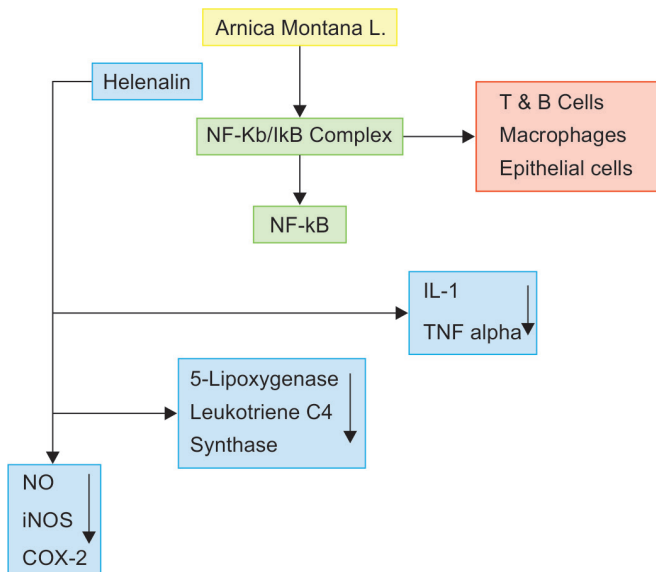 Arnica Montana L.
Helenalin
NF-Kb/IkB Complex
T & B Cells
Macrophages
Epithelial cells
NF-kB
IL-1
TNF alpha
5-Lipoxygenase
Leukotriene C4
Synthase
NO
iNOS
COX-2